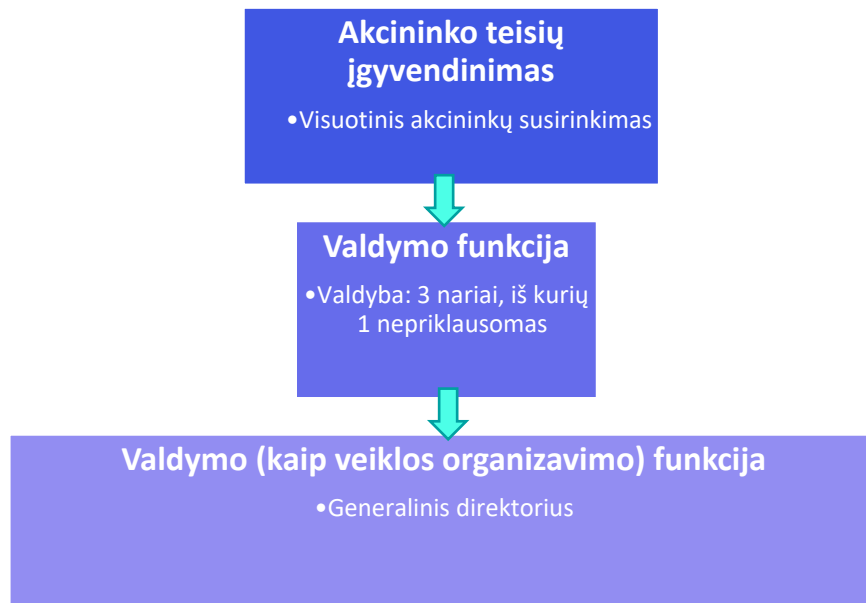 Akcininko teisių
įgyvendinimas
•Visuotinis akcininkų susirinkimas
Valdymo funkcija
•Valdyba: 3 nariai, iš kurių
1 nepriklausomas
Valdymo (kaip veiklos organizavimo) funkcija
•Generalinis direktorius